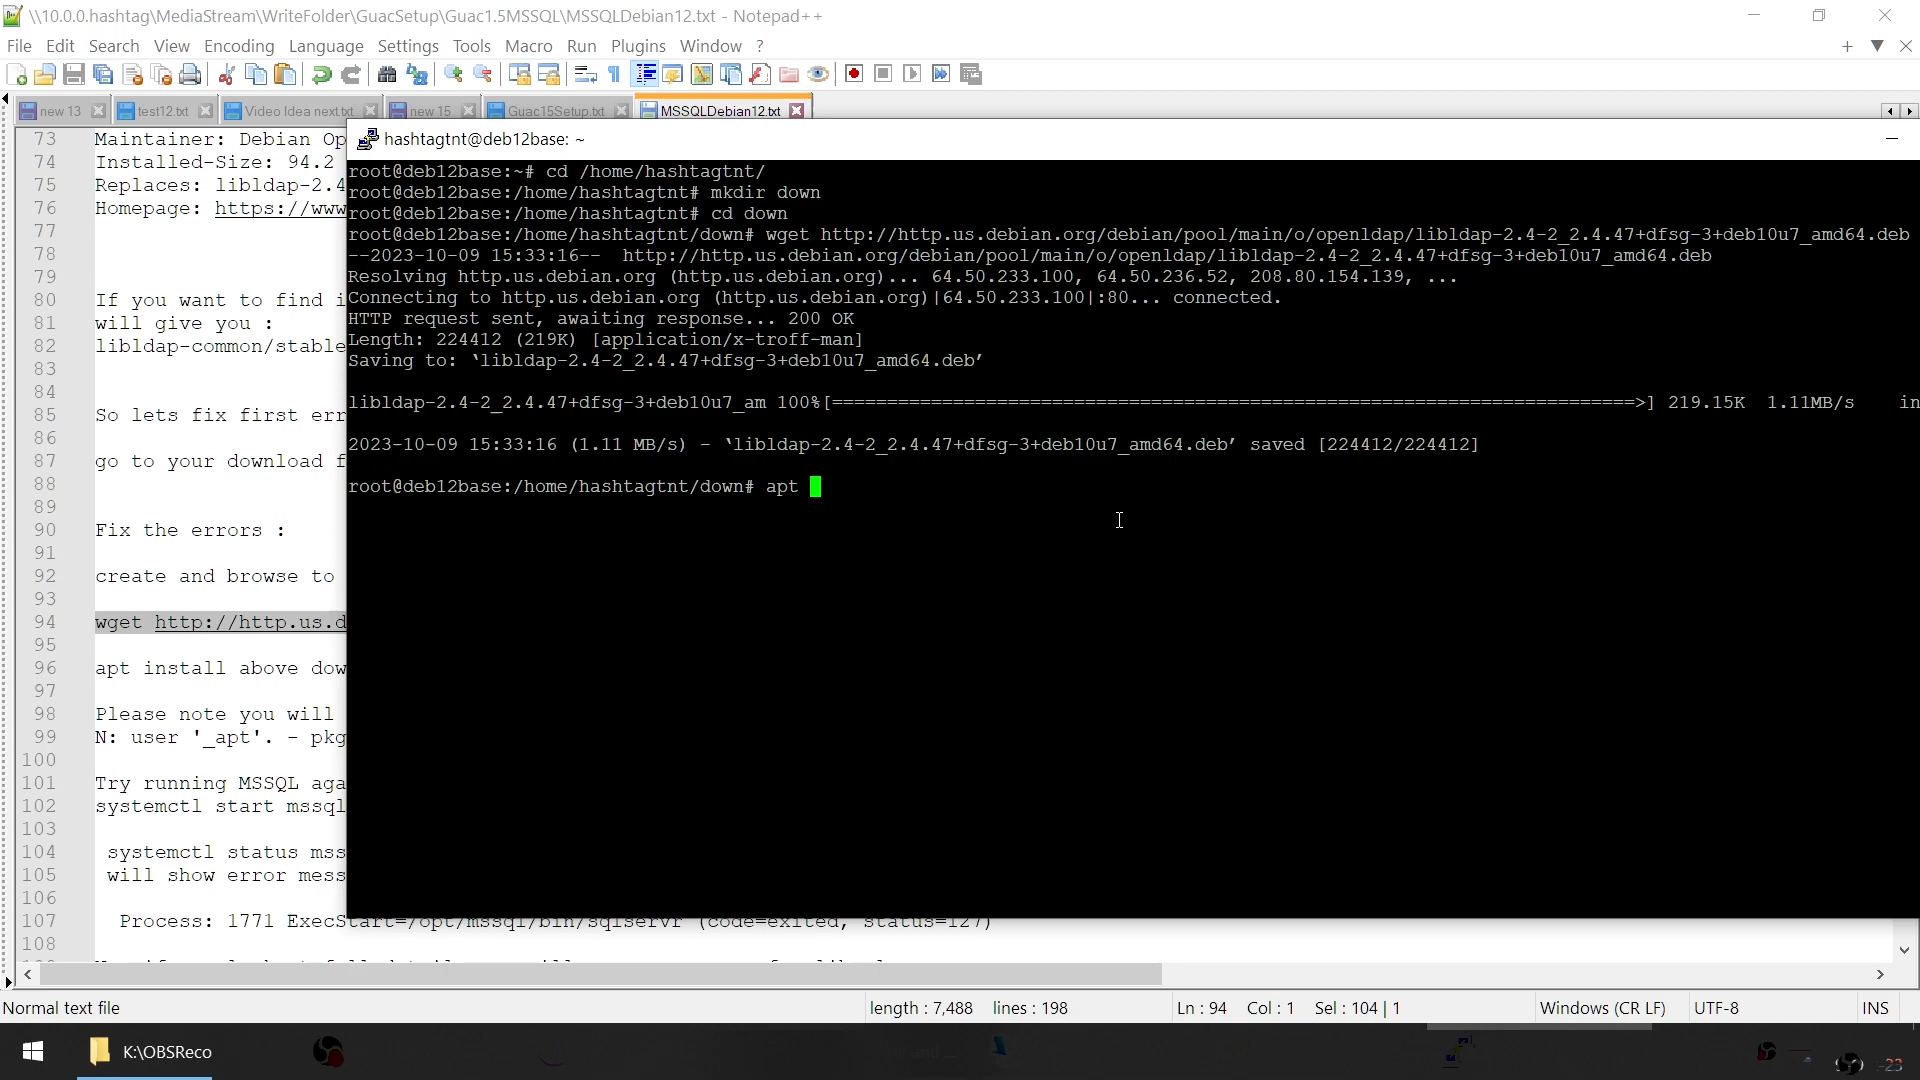 \\10.0.0.hashtag\MediaStream\WriteFolder\GuacSetup\Guac1.5MSSQL\MSSQLDebian12.txt - Notepad++
File Edit Search View Encoding Language Settings Tools Macro Run Plugins Window ?
new 13 test12.txt Video Idea next.txt new 15 Guac15Setup.txt MSSQLDebian12.txt
hashtagtnt@deb12base: ~
root@deb12base:~# cd /home/hashtagtnt/
root@deb12base:/home/hashtagtnt# mkdir down
root@deb12base:/home/hashtagtnt# cd down
root@deb12base:/home/hashtagtnt/down# wget http://http.us.debian.org/debian/pool/main/o/openldap/libldap-2.4-2_2.4.47+dfsg-3+deb10u7_amd64.deb
--2023-10-09 15:33:16-- http://http.us.debian.org/debian/pool/main/o/openldap/libldap-2.4-2_2.4.47+dfsg-3+deb10u7_amd64.deb
Resolving http.us.debian.org (http.us.debian.org)... 64.50.233.100, 64.50.236.52, 208.80.154.139, ...
Connecting to http.us.debian.org (http.us.debian.org)|64.50.233.100|:80... connected.
HTTP request sent, awaiting response... 200 OK
Length: 224412 (219K) [application/x-troff-man]
Saving to: ‘libldap-2.4-2_2.4.47+dfsg-3+deb10u7_amd64.deb’
libldap-2.4-2_2.4.47+dfsg-3+deb10u7_am 100%[===================================================================>] 219.15K 1.11MB/s in
2023-10-09 15:33:16 (1.11 MB/s) - ‘libldap-2.4-2_2.4.47+dfsg-3+deb10u7_amd64.deb’ saved [224412/224412]
root@deb12base:/home/hashtagtnt/down# apt
73 Maintainer: Debian Op
74 Installed-Size: 94.2
75 Replaces: libldap-2.4
76 Homepage: https://www
77
78
79
80 If you want to find i
81 will give you :
82 libldap-common/stable
83
84
85 So lets fix first err
86
87 go to your download f
88
89
90 Fix the errors :
91
92 create and browse to
93
94 wget http://http.us.d
95
96 apt install above dow
97
98 Please note you will
99 N: user '_apt'. - pkg
100
101 Try running MSSQL aga
102 systemctl start mssql
103
104 systemctl status mss
105 will show error mess
106
107 Process: 1771 ExecStart=/opt/mssql/bin/sqlservr (code=exited, status=127)
108
Normal text file length : 7,488 lines : 198 Ln : 94 Col : 1 Sel : 104 | 1 Windows (CR LF) UTF-8 INS
K:\OBSReco